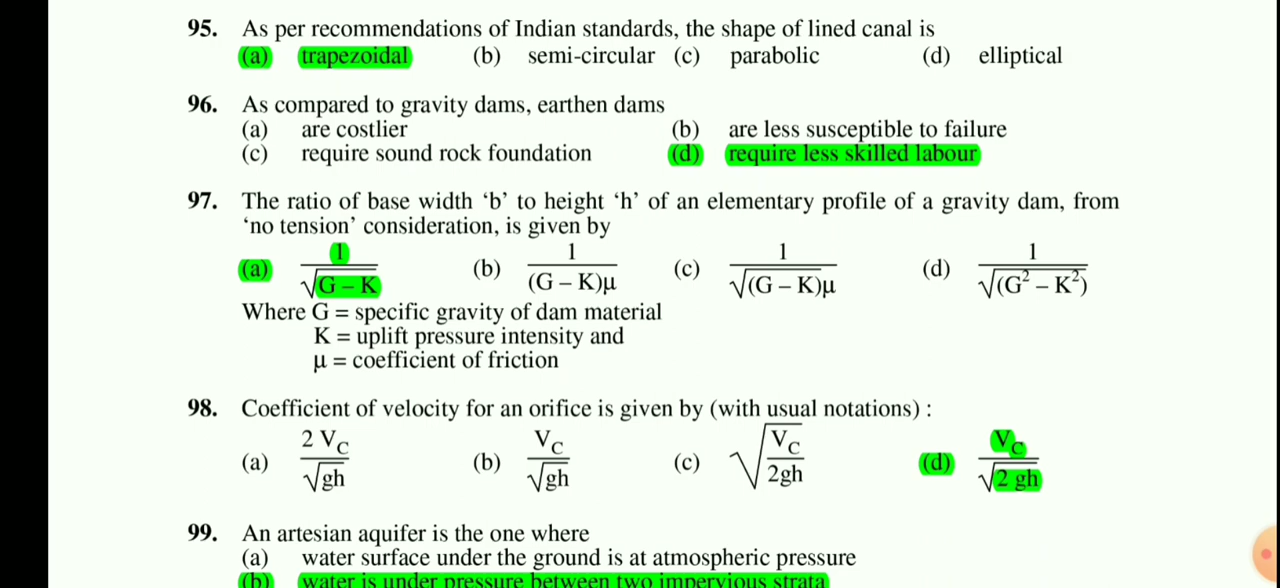 95. As per recommendations of Indian standards, the shape of lined canal is
(a) trapezoidal (b) semi-circular (c) parabolic (d) elliptical
96. As compared to gravity dams, earthen dams
(a) are costlier (b) are less susceptible to failure
(c) require sound rock foundation (d) require less skilled labour
97. The ratio of base width ‘b’ to height ‘h’ of an elementary profile of a gravity dam, from
‘no tension’ consideration, is given by
(a) 1/√(G – K) (b) 1/((G – K)μ) (c) 1/(√(G – K)μ) (d) 1/√(G² – K²)
Where G = specific gravity of dam material
K = uplift pressure intensity and
μ = coefficient of friction
98. Coefficient of velocity for an orifice is given by (with usual notations) :
(a) 2 V_C/√gh (b) V_C/√gh (c) √(V_C/2gh) (d) V_C/√(2 gh)
99. An artesian aquifer is the one where
(a) water surface under the ground is at atmospheric pressure
(b) water is under pressure between two impervious strata